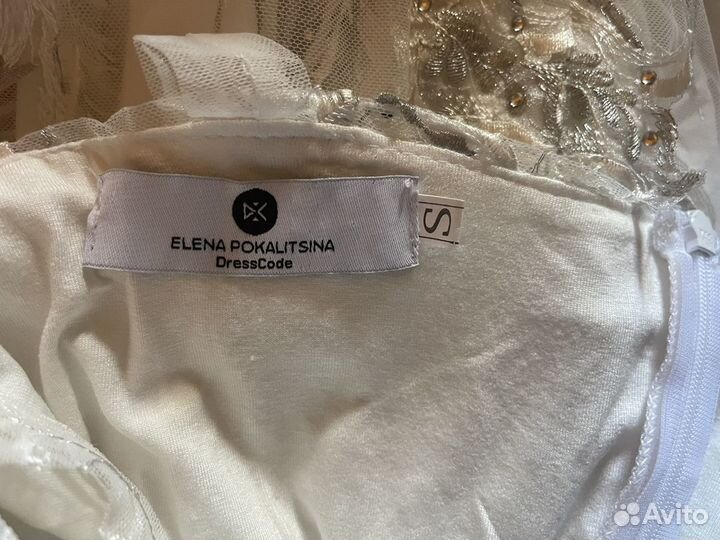 ELENA POKALITSINA
DressCode
S
Avito